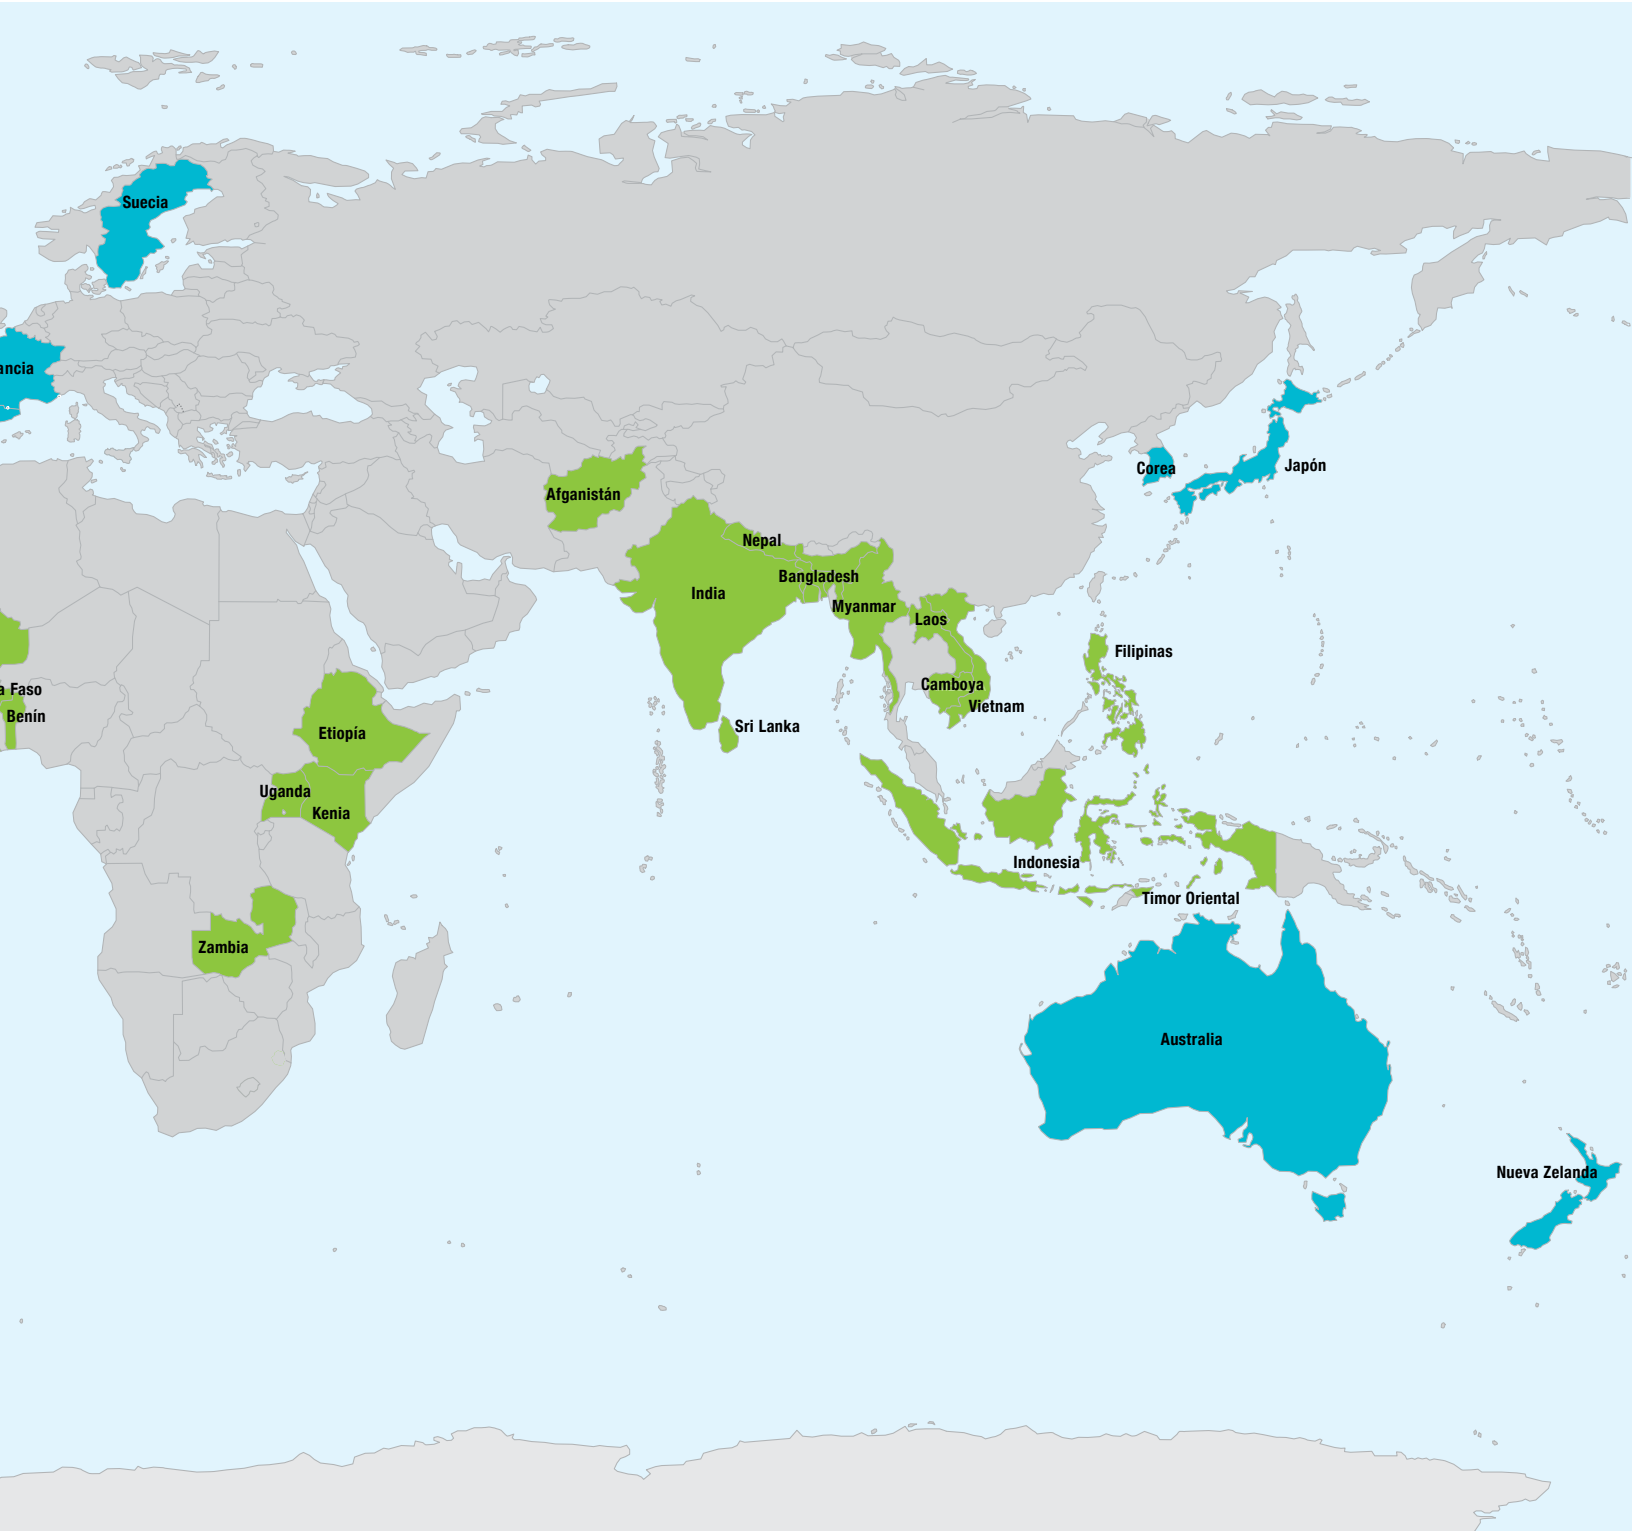 Suecia
ancia
Corea
Japón
Afganistán
Nepal
Bangladesh
India
Myanmar
Laos
Filipinas
Camboya
a Faso
Vietnam
Benín
Sri Lanka
Etiopía
Uganda
Kenia
Indonesia
Timor Oriental
Zambia
Australia
Nueva Zelanda